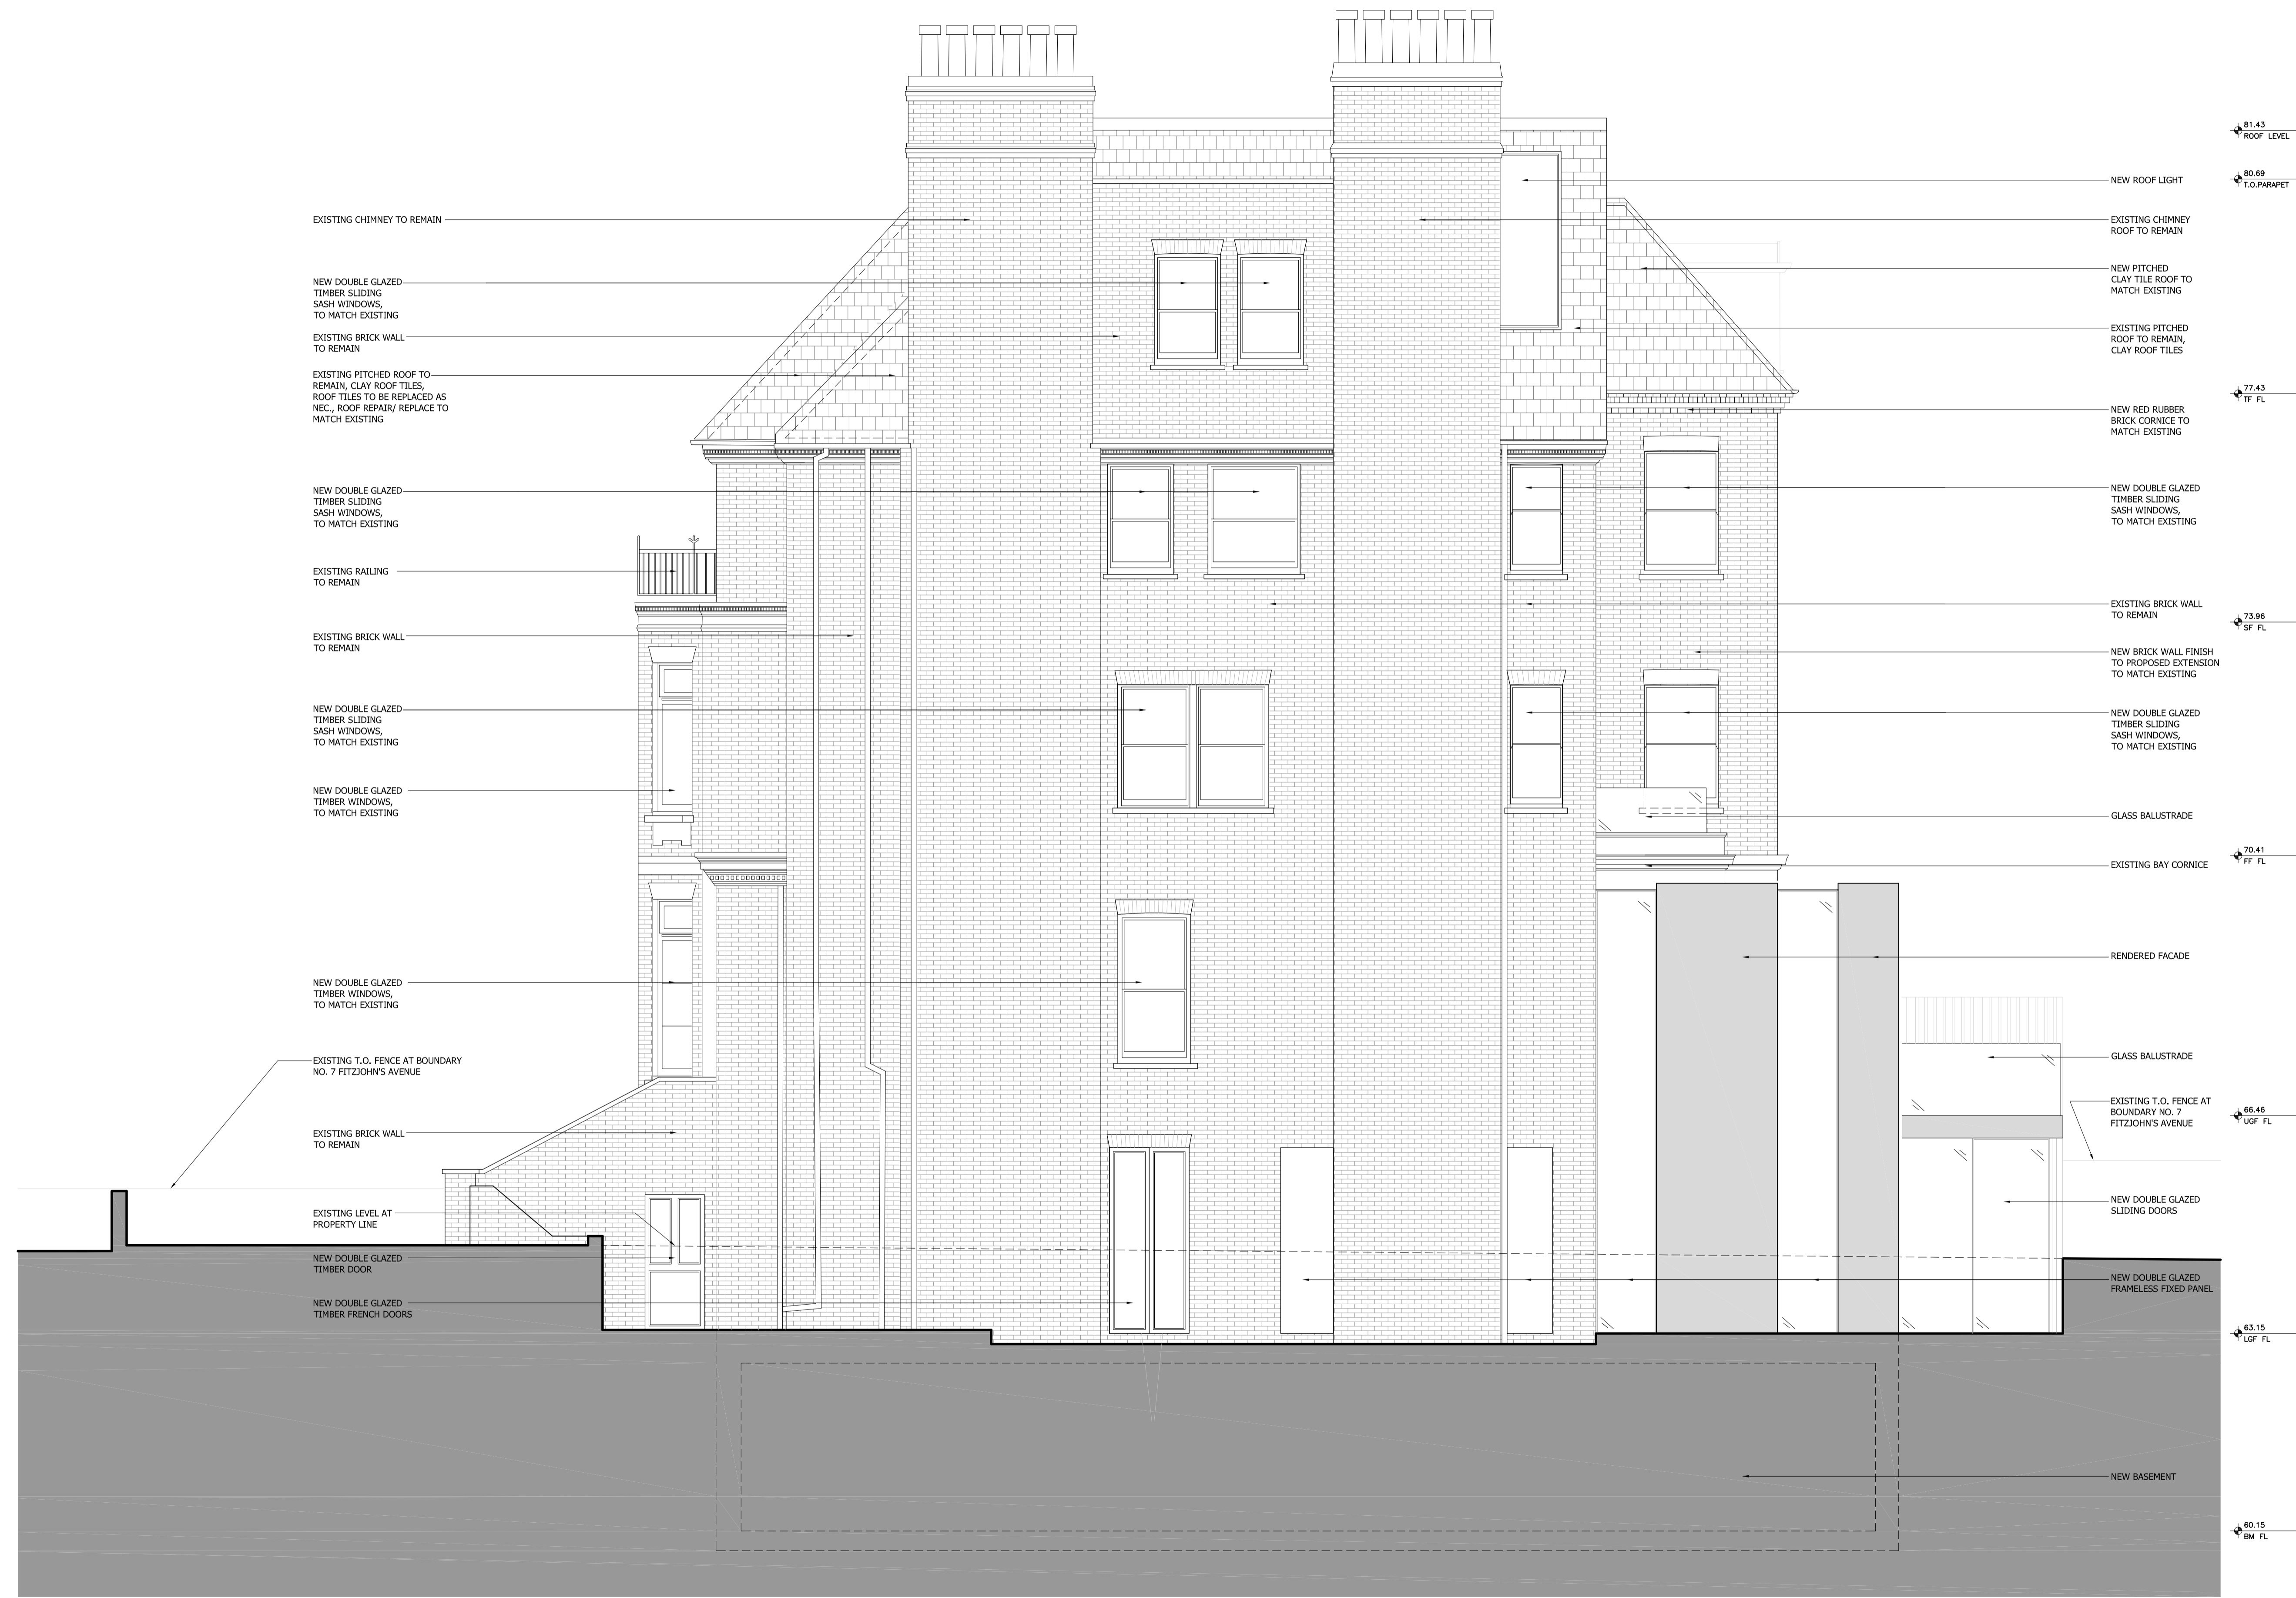 EXISTING CHIMNEY TO REMAIN
NEW DOUBLE GLAZED
TIMBER SLIDING
SASH WINDOWS,
TO MATCH EXISTING
EXISTING BRICK WALL
TO REMAIN
EXISTING PITCHED ROOF TO
REMAIN, CLAY ROOF TILES,
ROOF TILES TO BE REPLACED AS
NEC., ROOF REPAIR/ REPLACE TO
MATCH EXISTING
NEW DOUBLE GLAZED
TIMBER SLIDING
SASH WINDOWS,
TO MATCH EXISTING
EXISTING RAILING
TO REMAIN
EXISTING BRICK WALL
TO REMAIN
NEW DOUBLE GLAZED
TIMBER SLIDING
SASH WINDOWS,
TO MATCH EXISTING
NEW DOUBLE GLAZED
TIMBER WINDOWS,
TO MATCH EXISTING
NEW DOUBLE GLAZED
TIMBER WINDOWS,
TO MATCH EXISTING
EXISTING T.O. FENCE AT BOUNDARY
NO. 7 FITZJOHN'S AVENUE
EXISTING BRICK WALL
TO REMAIN
EXISTING LEVEL AT
PROPERTY LINE
NEW DOUBLE GLAZED
TIMBER DOOR
NEW DOUBLE GLAZED
TIMBER FRENCH DOORS
NEW ROOF LIGHT
EXISTING CHIMNEY
ROOF TO REMAIN
NEW PITCHED
CLAY TILE ROOF TO
MATCH EXISTING
EXISTING PITCHED
ROOF TO REMAIN,
CLAY ROOF TILES
NEW RED RUBBER
BRICK CORNICE TO
MATCH EXISTING
NEW DOUBLE GLAZED
TIMBER SLIDING
SASH WINDOWS,
TO MATCH EXISTING
EXISTING BRICK WALL
TO REMAIN
NEW BRICK WALL FINISH
TO PROPOSED EXTENSION
TO MATCH EXISTING
NEW DOUBLE GLAZED
TIMBER SLIDING
SASH WINDOWS,
TO MATCH EXISTING
GLASS BALUSTRADE
EXISTING BAY CORNICE
RENDERED FACADE
GLASS BALUSTRADE
EXISTING T.O. FENCE AT
BOUNDARY NO. 7
FITZJOHN'S AVENUE
NEW DOUBLE GLAZED
SLIDING DOORS
NEW DOUBLE GLAZED
FRAMELESS FIXED PANEL
NEW BASEMENT
81.43
ROOF LEVEL
80.69
T.O.PARAPET
77.43
TF FL
73.96
SF FL
70.41
FF FL
66.46
UGF FL
63.15
LGF FL
60.15
BM FL